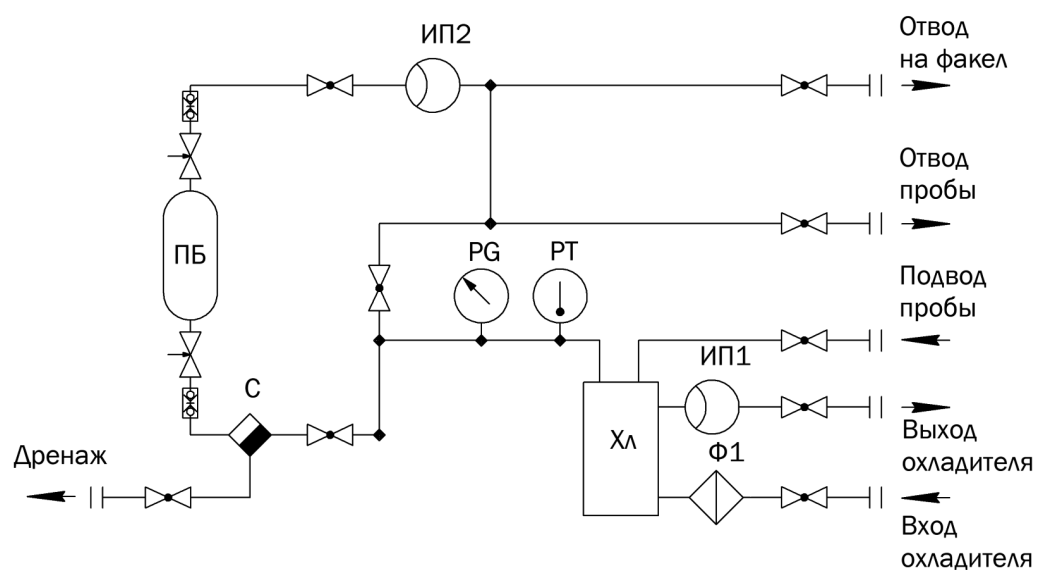 ИП2
Отвод
на факел
Отвод
пробы
ПБ
PG
PT
Подвод
пробы
ИП1
С
Хл
Выход
охладителя
Ф1
Дренаж
Вход
охладителя